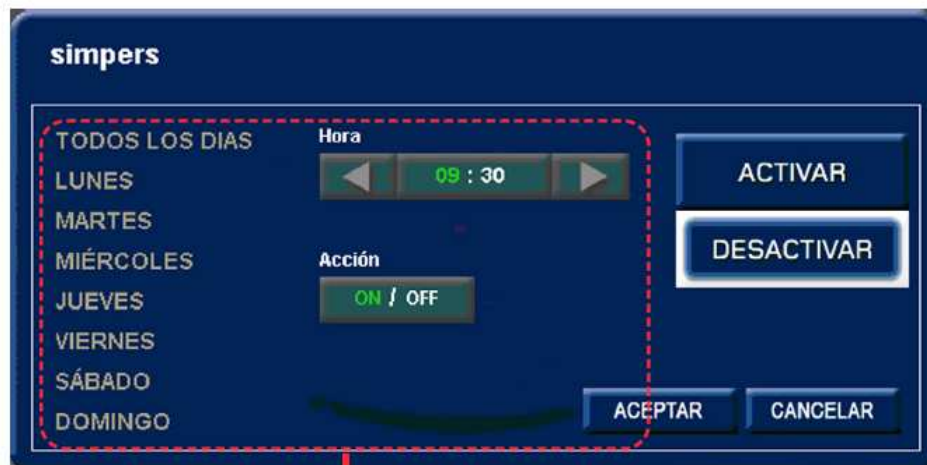 simpers
TODOS LOS DIAS
LUNES
MARTES
MIÉRCOLES
JUEVES
VIERNES
SÁBADO
DOMINGO
Hora
09 : 30
Acción
ON / OFF
ACTIVAR
DESACTIVAR
ACEPTAR
CANCELAR